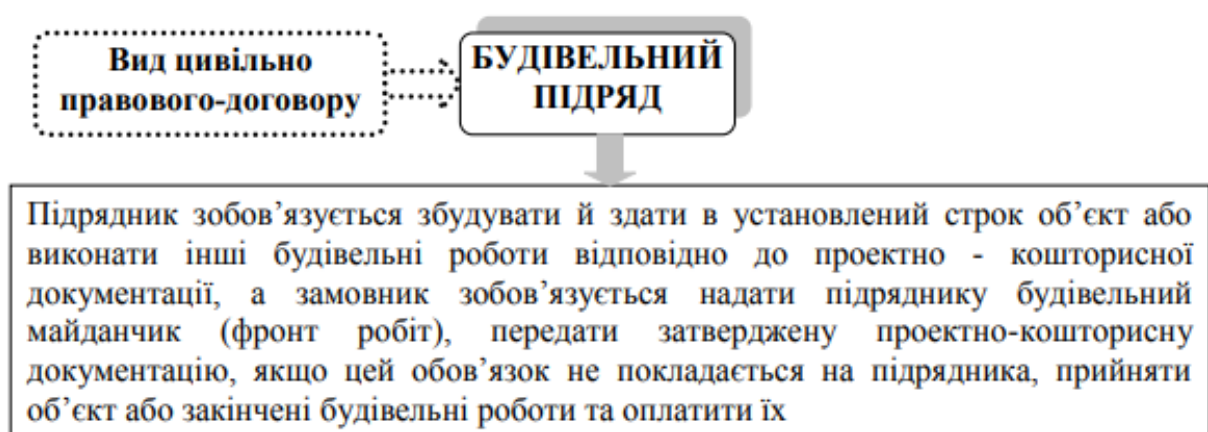 Вид цивільно
правового-договору
БУДІВЕЛЬНИЙ
ПІДРЯД
Підрядник зобов’язується збудувати й здати в установлений строк об’єкт або
виконати інші будівельні роботи відповідно до проектно - кошторисної
документації, а замовник зобов’язується надати підряднику будівельний
майданчик (фронт робіт), передати затверджену проектно-кошторисну
документацію, якщо цей обов’язок не покладається на підрядника, прийняти
об’єкт або закінчені будівельні роботи та оплатити їх